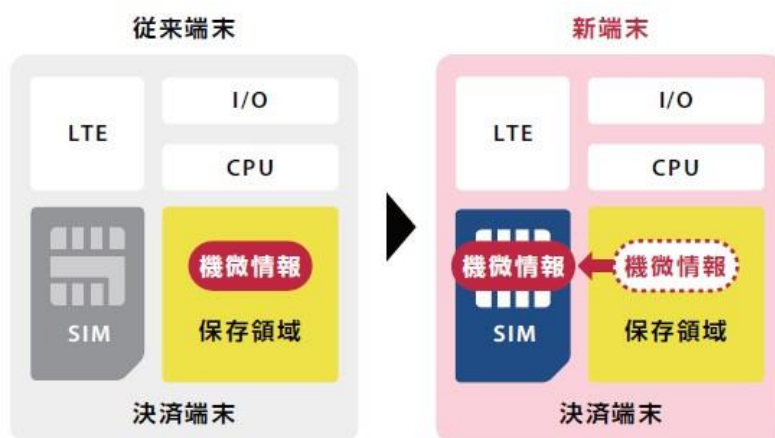 従来端末
LTE
I/O
CPU
SIM
機微情報
保存領域
決済端末
新端末
LTE
I/O
CPU
機微情報
SIM
機微情報
保存領域
決済端末